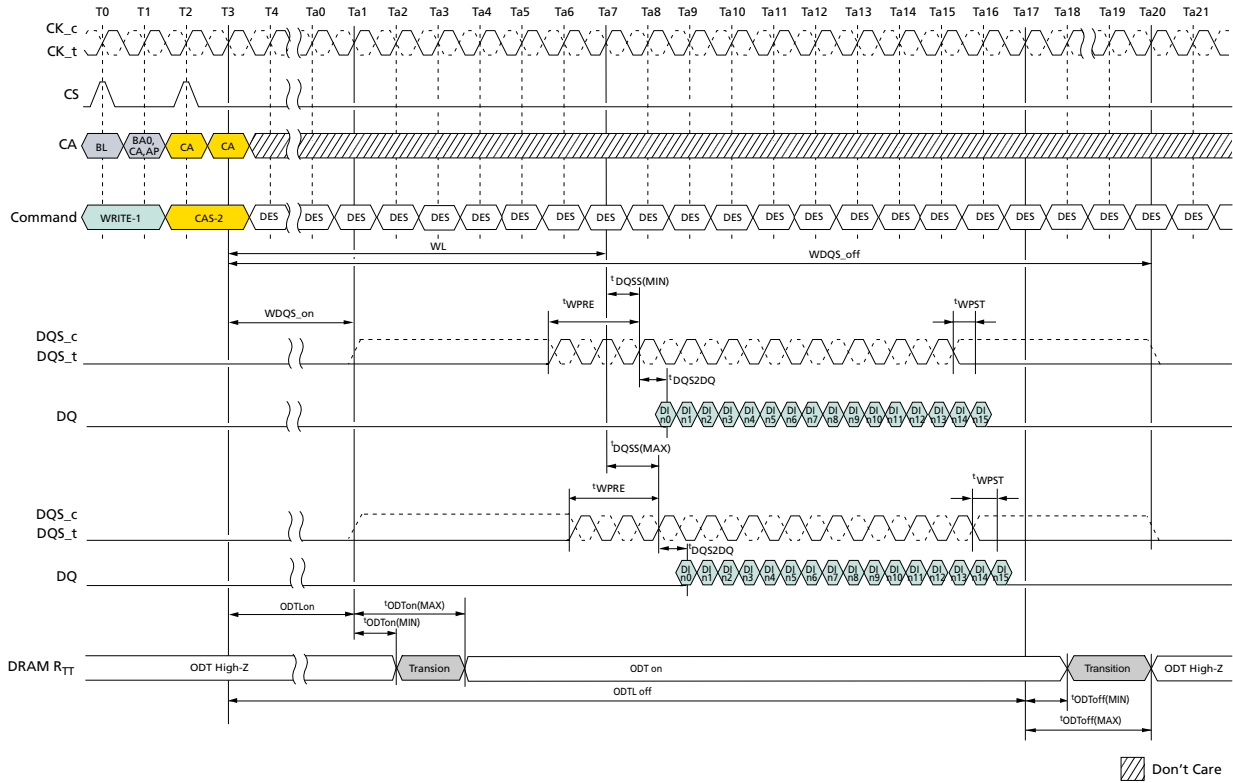 T0 T1 T2 T3 T4 Ta0 Ta1 Ta2 Ta3 Ta4 Ta5 Ta6 Ta7 Ta8 Ta9 Ta10 Ta11 Ta12 Ta13 Ta14 Ta15 Ta16 Ta17 Ta18 Ta19 Ta20 Ta21
CK_c
CK_t
CS
CA
BL
BA0,
CA,AP
CA
CA
Command
WRITE-1
CAS-2
DES DES DES DES DES DES DES DES DES DES DES DES DES DES DES DES DES DES DES DES DES DES DES
WL
WDQS_off
tDQSS(MIN)
WDQS_on
tWPRE
tWPST
DQS_c
DQS_t
tDQS2DQ
DQ
DI n0 DI n1 DI n2 DI n3 DI n4 DI n5 DI n6 DI n7 DI n8 DI n9 DI n10 DI n11 DI n12 DI n13 DI n14 DI n15
tDQSS(MAX)
tWPRE
tWPST
DQS_c
DQS_t
tDQS2DQ
DQ
DI n0 DI n1 DI n2 DI n3 DI n4 DI n5 DI n6 DI n7 DI n8 DI n9 DI n10 DI n11 DI n12 DI n13 DI n14 DI n15
ODTLon
tODTon(MAX)
tODTon(MIN)
DRAM RTT
ODT High-Z
Transion
ODT on
Transition
ODT High-Z
ODTL off
tODToff(MIN)
tODToff(MAX)
Don't Care